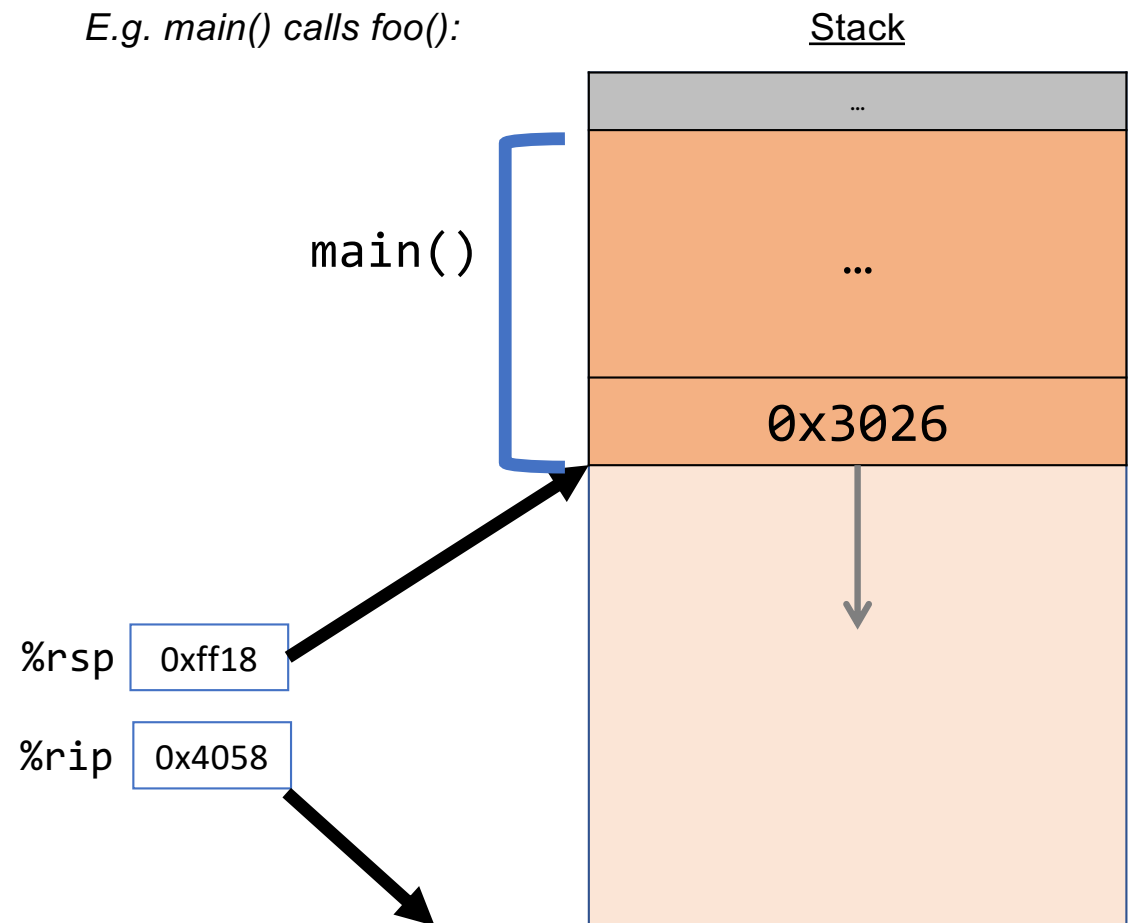 E.g. main() calls foo():
Stack
…
main()
…
0x3026
%rsp 0xff18
%rip 0x4058